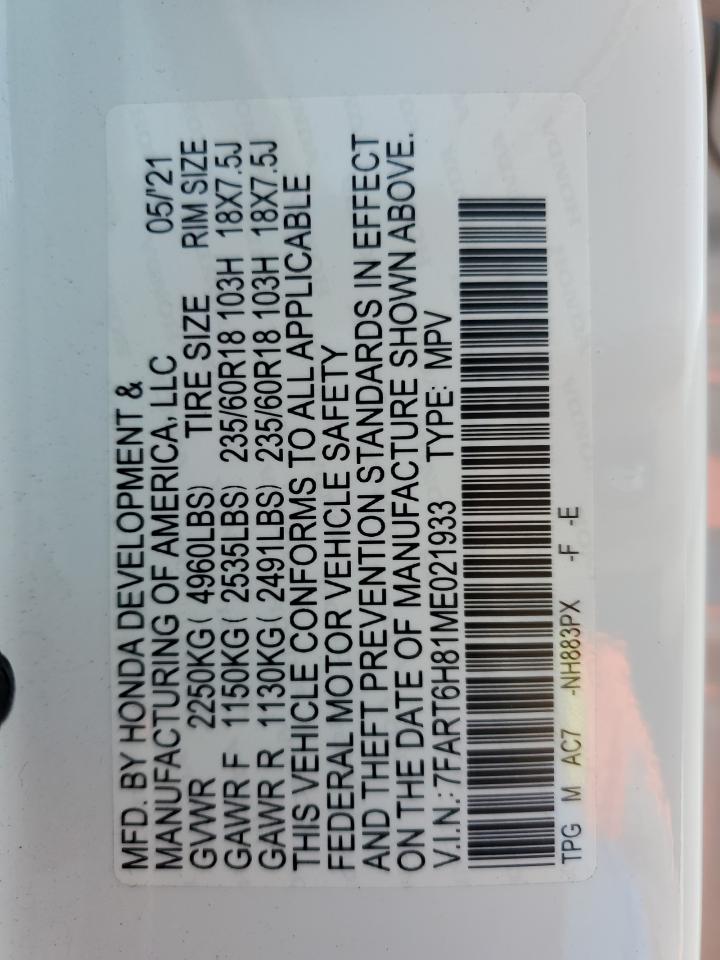 MFD. BY HONDA DEVELOPMENT &
MANUFACTURING OF AMERICA, LLC 05/'21
GVWR 2250KG( 4960LBS) TIRE SIZE RIM SIZE
GAWR F 1150KG( 2535LBS) 235/60R18 103H 18X7.5J
GAWR R 1130KG( 2491LBS) 235/60R18 103H 18X7.5J
THIS VEHICLE CONFORMS TO ALL APPLICABLE
FEDERAL MOTOR VEHICLE SAFETY
AND THEFT PREVENTION STANDARDS IN EFFECT
ON THE DATE OF MANUFACTURE SHOWN ABOVE.
V.I.N.: 7FART6H81ME021933 TYPE: MPV
TPG M AC7 -NH883PX -F -E
HONDA